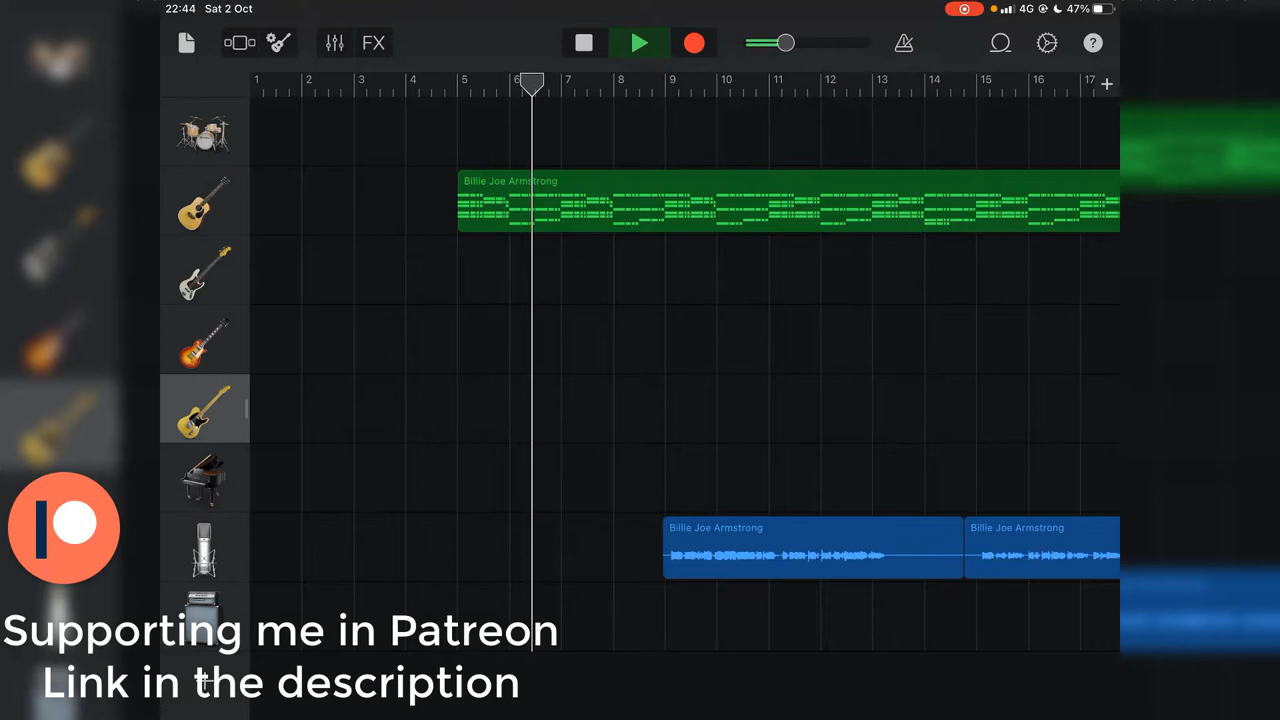 22:44 Sat 2 Oct
4G 47%
FX
1 2 3 4 5 6 7 8 9 10 11 12 13 14 15 16 17 +
Billie Joe Armstrong
Billie Joe Armstrong
Billie Joe Armstrong
Supporting me in Patreon
Link in the description